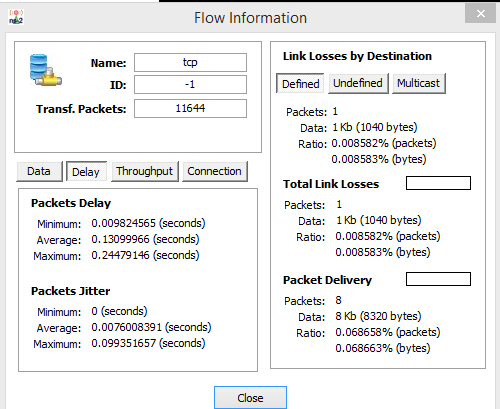 Flow Information
ns2
Name: tcp
ID: -1
Transf. Packets: 11644
Data Delay Throughput Connection
Packets Delay
Minimum: 0.009824565 (seconds)
Average: 0.13099966 (seconds)
Maximum: 0.24479146 (seconds)
Packets Jitter
Minimum: 0 (seconds)
Average: 0.0076008391 (seconds)
Maximum: 0.099351657 (seconds)
Link Losses by Destination
Defined Undefined Multicast
Packets: 1
Data: 1 Kb (1040 bytes)
Ratio: 0.008582% (packets)
0.008583% (bytes)
Total Link Losses
Packets: 1
Data: 1 Kb (1040 bytes)
Ratio: 0.008582% (packets)
0.008583% (bytes)
Packet Delivery
Packets: 8
Data: 8 Kb (8320 bytes)
Ratio: 0.068658% (packets)
0.068663% (bytes)
Close